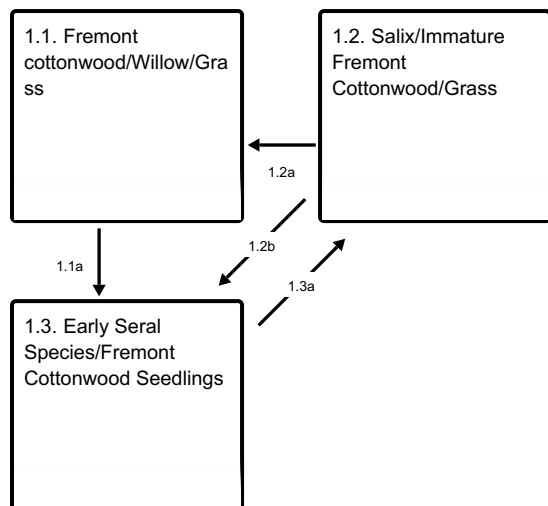 1.1. Fremont
cottonwood/Willow/Gra
ss
1.2. Salix/Immature
Fremont
Cottonwood/Grass
1.2a
1.2b
1.1a
1.3a
1.3. Early Seral
Species/Fremont
Cottonwood Seedlings